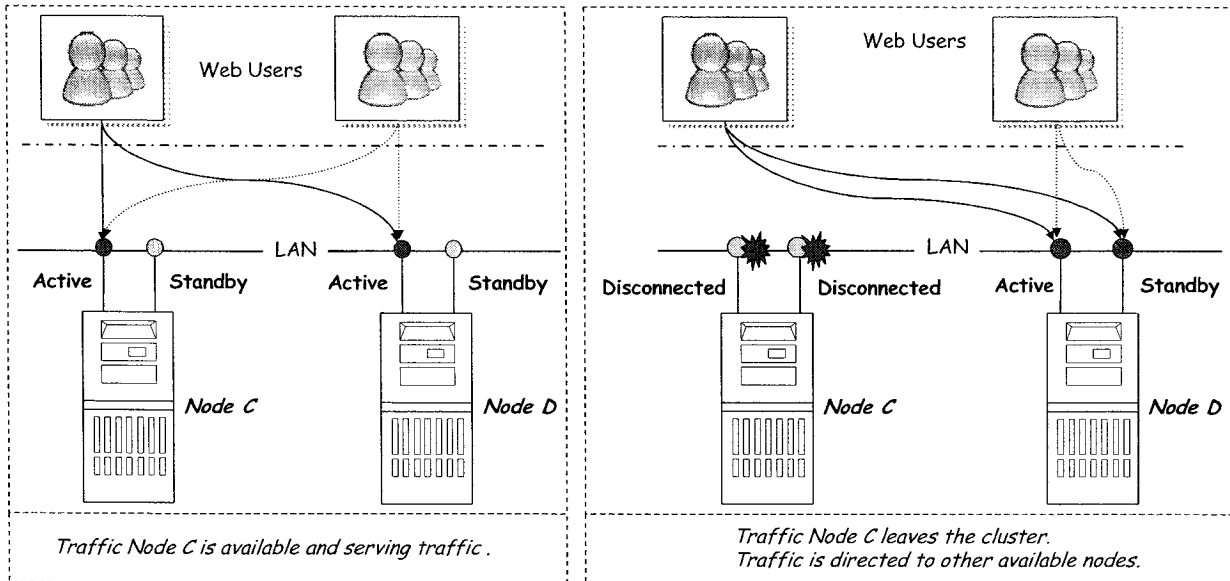 Web Users
LAN
Active
Standby
Active
Standby
Node C
Node D
Traffic Node C is available and serving traffic .
Web Users
LAN
Disconnected
Disconnected
Active
Standby
Node C
Node D
Traffic Node C leaves the cluster.
Traffic is directed to other available nodes.